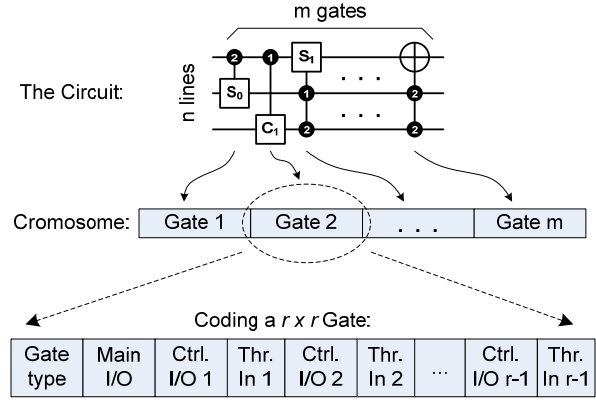 m gates
The Circuit:
n lines
2 1 S1 . . .
S0 1 . . . 2
C1 2 2
Cromosome: Gate 1 Gate 2 . . . Gate m
Coding a r x r Gate:
Gate type Main I/O Ctrl. I/O 1 Thr. In 1 Ctrl. I/O 2 Thr. In 2 ... Ctrl. I/O r-1 Thr. In r-1